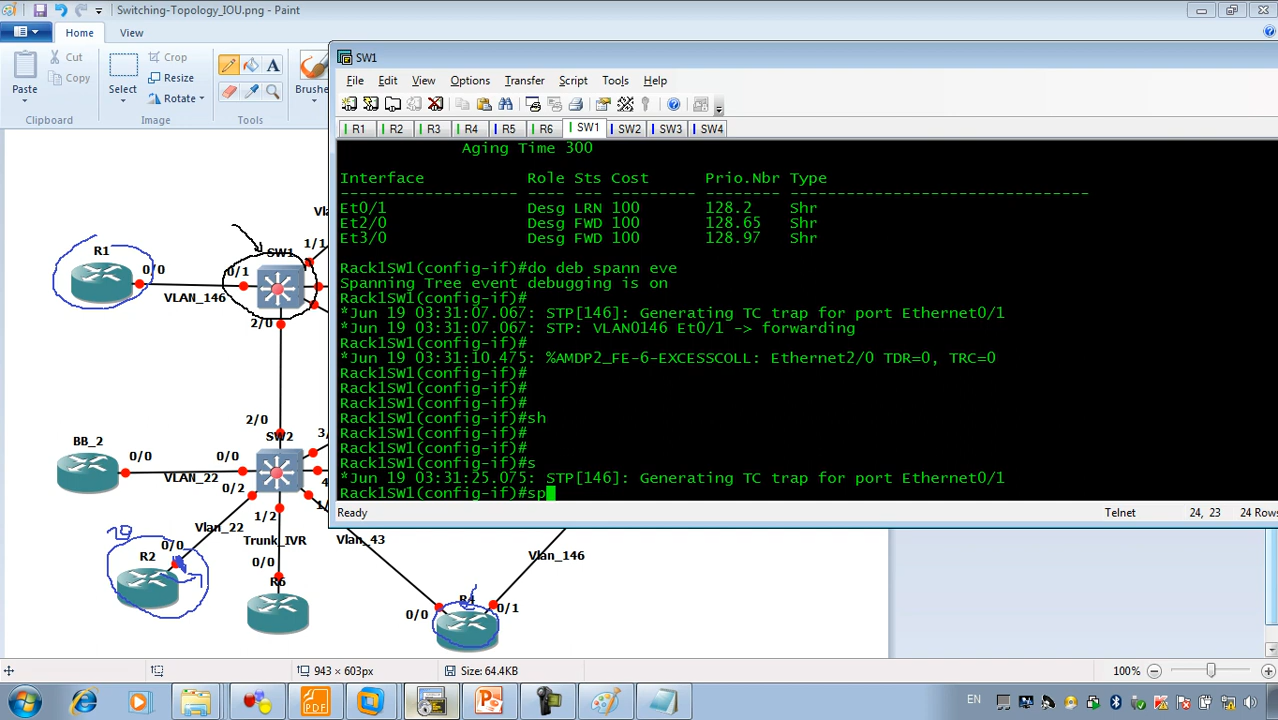 Switching-Topology_IOU.png - Paint
Home View
Paste
Cut
Copy
Clipboard
Select
Crop
Resize
Rotate
Image
A
Tools
Brushe
SW1
File Edit View Options Transfer Script Tools Help
R1 R2 R3 R4 R5 R6 SW1 SW2 SW3 SW4
Aging Time 300
Interface Role Sts Cost Prio.Nbr Type
------------------- ---- --- --------- -------- --------------------------------
Et0/1 Desg LRN 100 128.2 Shr
Et2/0 Desg FWD 100 128.65 Shr
Et3/0 Desg FWD 100 128.97 Shr
Rack1SW1(config-if)#do deb spann eve
Spanning Tree event debugging is on
Rack1SW1(config-if)#
*Jun 19 03:31:07.067: STP[146]: Generating TC trap for port Ethernet0/1
*Jun 19 03:31:07.067: STP: VLAN0146 Et0/1 -> forwarding
Rack1SW1(config-if)#
*Jun 19 03:31:10.475: %AMDP2_FE-6-EXCESSCOLL: Ethernet2/0 TDR=0, TRC=0
Rack1SW1(config-if)#
Rack1SW1(config-if)#
Rack1SW1(config-if)#
Rack1SW1(config-if)#sh
Rack1SW1(config-if)#
Rack1SW1(config-if)#
Rack1SW1(config-if)#s
*Jun 19 03:31:25.075: STP[146]: Generating TC trap for port Ethernet0/1
Rack1SW1(config-if)#sp
Ready Telnet 24, 23 24 Rows
Vl
R1
0/0
VLAN_146
0/1
SW1
1/1
2/0
2/0
SW2
3/
BB_2
0/0
VLAN_22
0/0
0/2
Vlan_22
1/2
Trunk_IVR
0/0
R6
R2
0/0
Vlan_43
Vlan_146
R4
0/0
0/1
943 × 603px
Size: 64.4KB
100%
PDF
EN